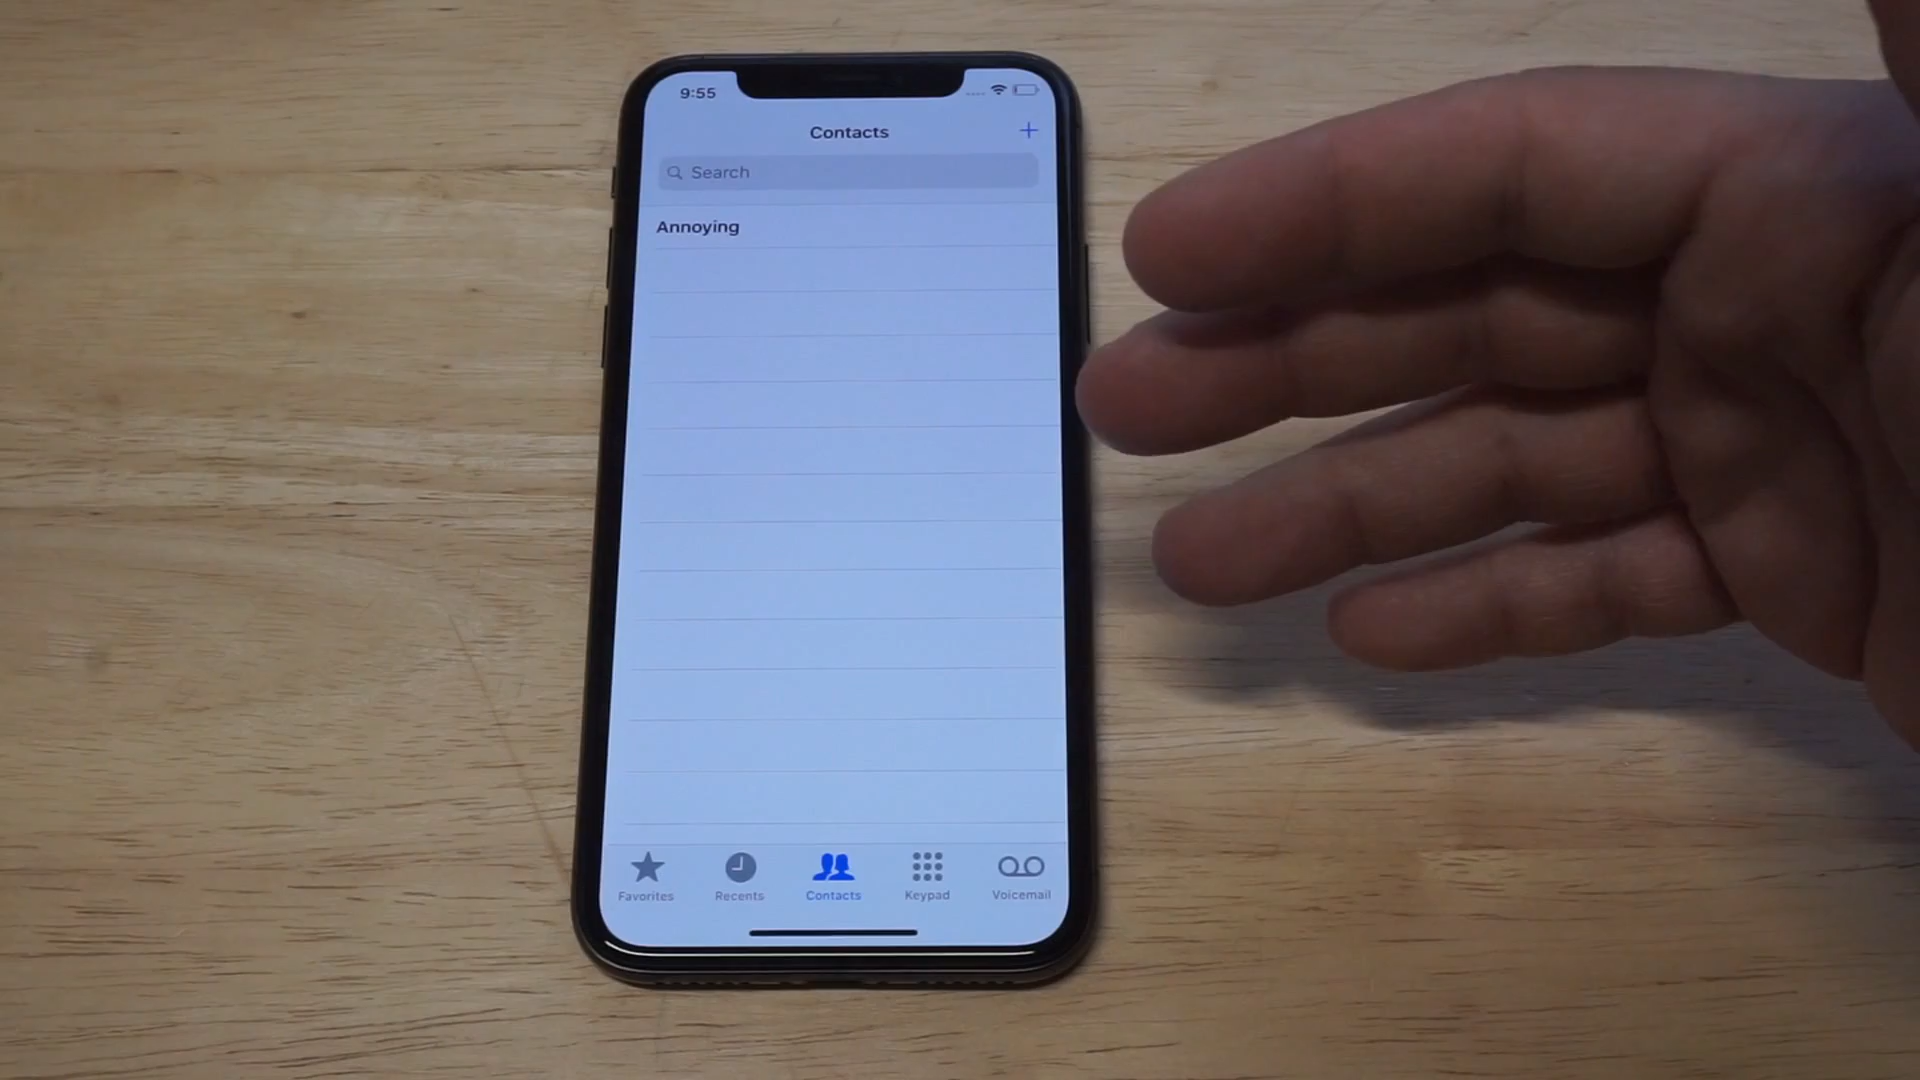 9:55
Contacts
Search
Annoying
Favorites
Recents
Contacts
Keypad
Voicemail